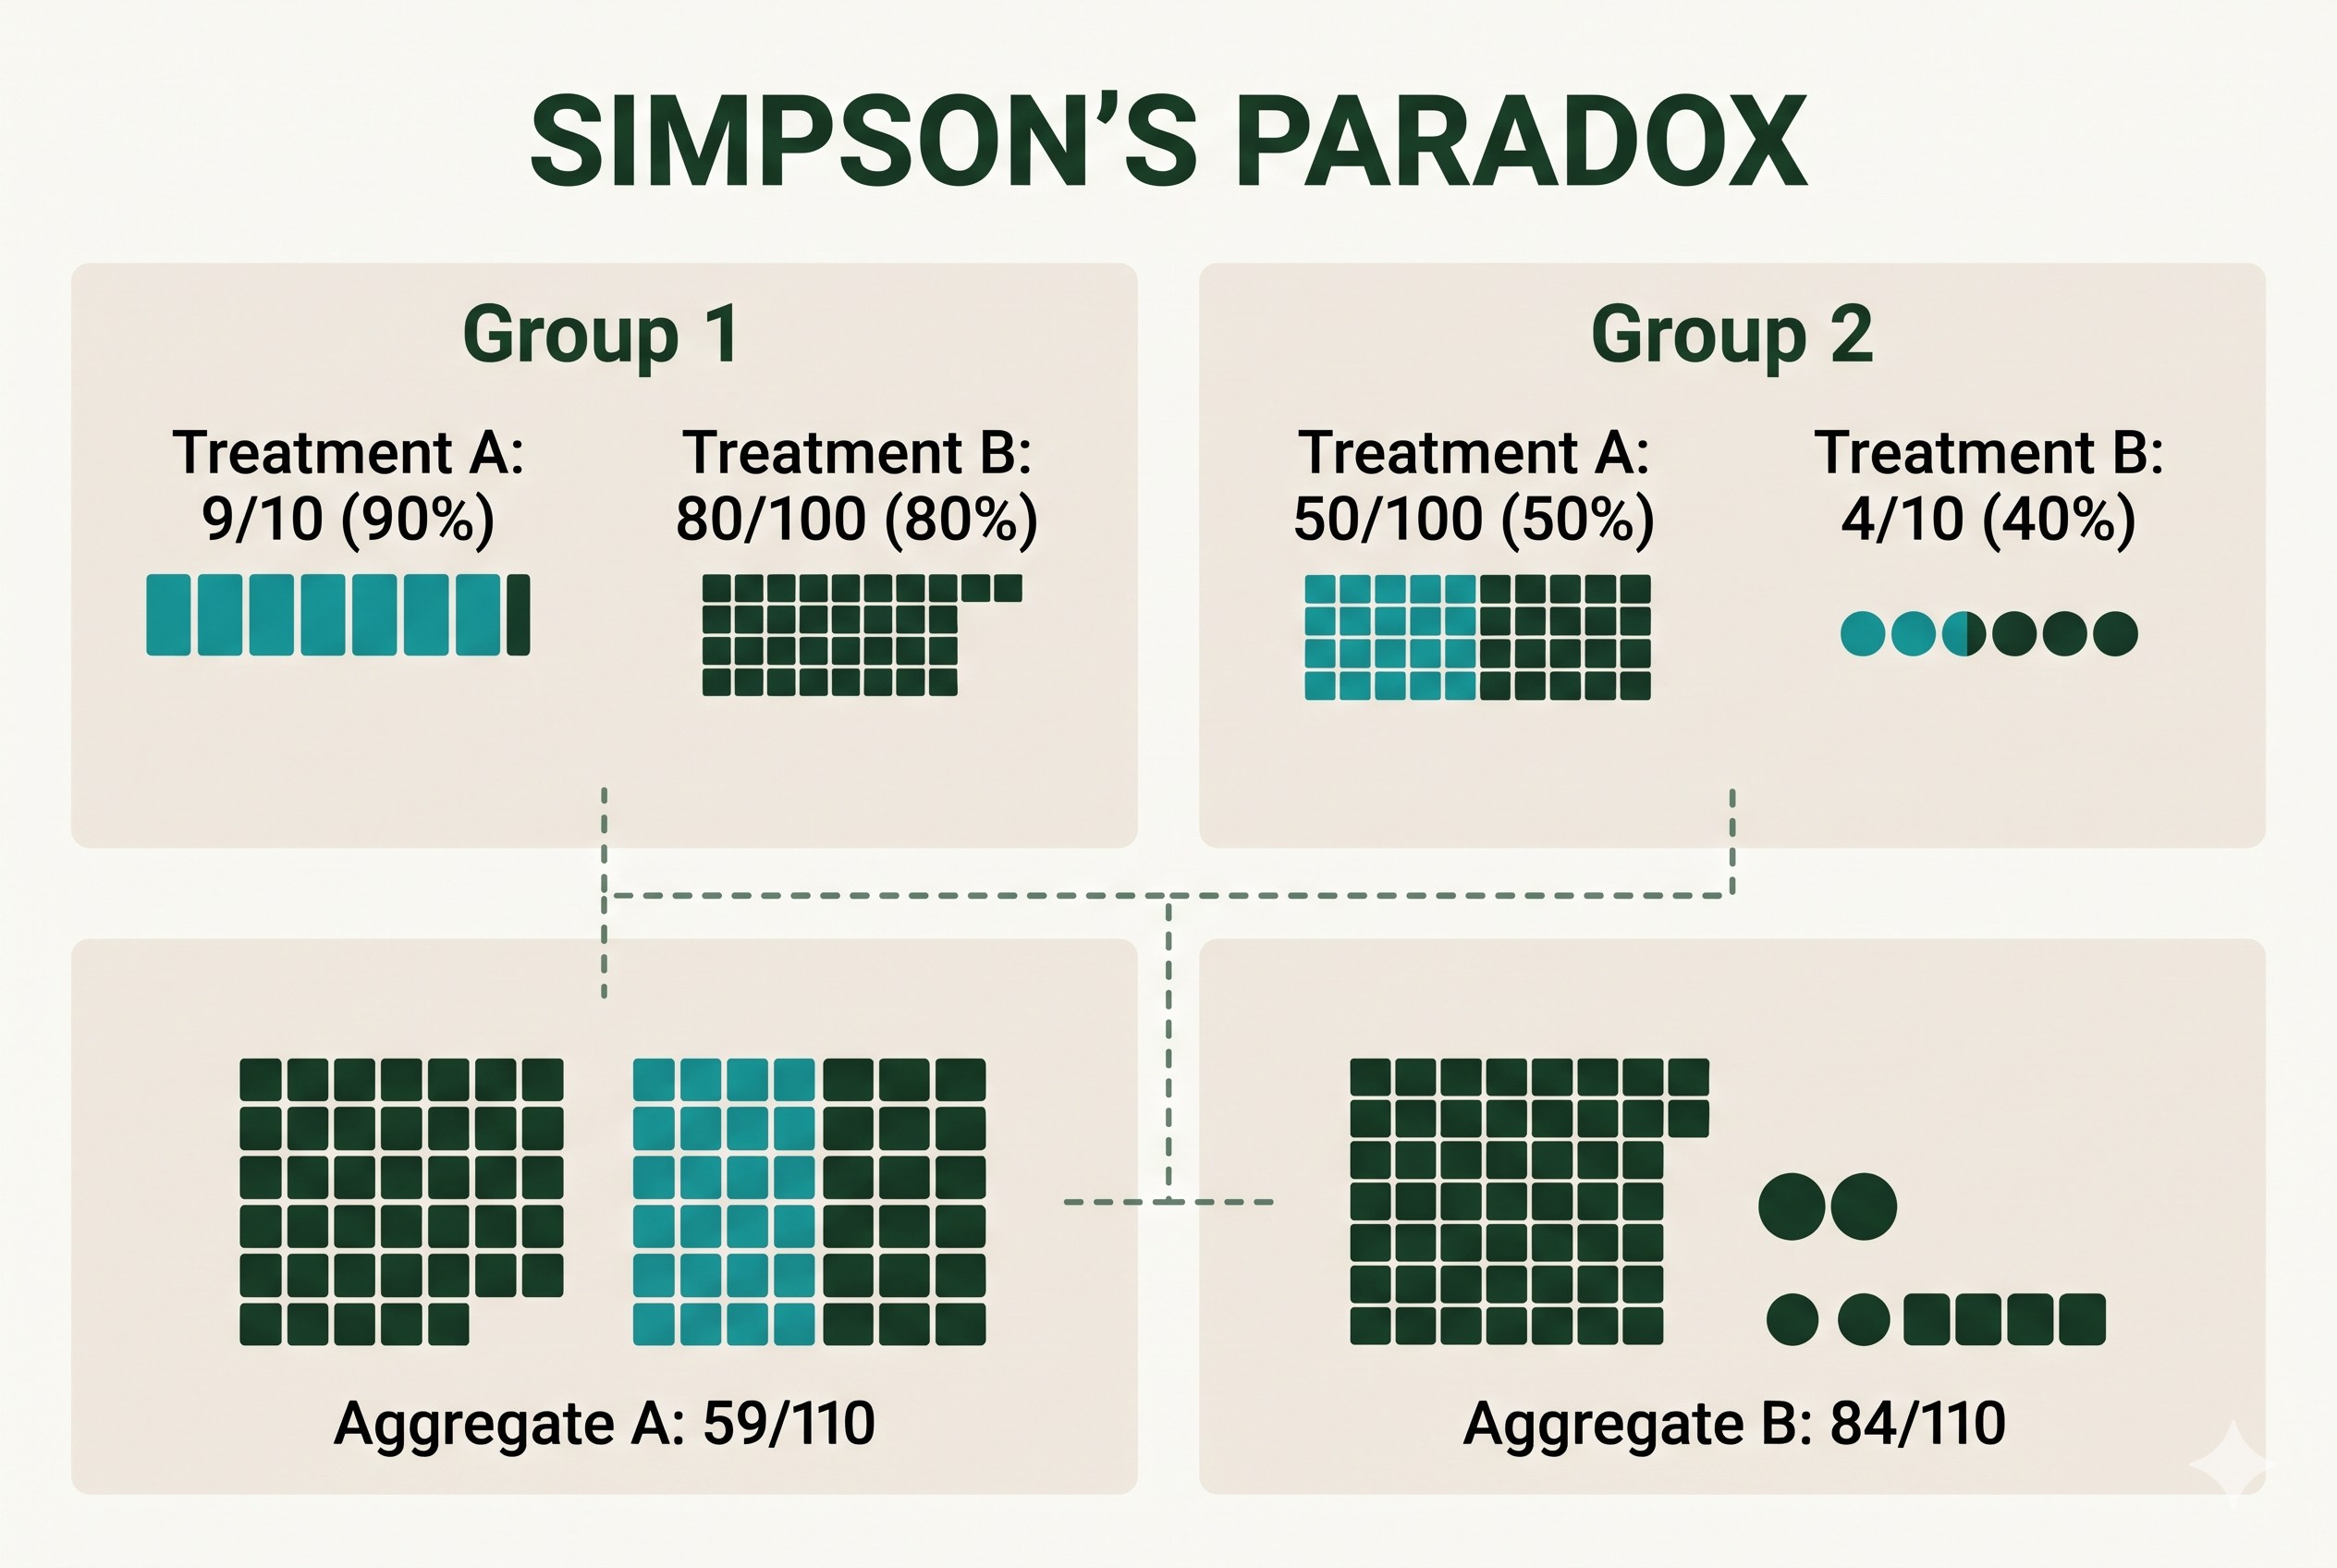 SIMPSON’S PARADOX
Group 1
Treatment A:
9/10 (90%)
Treatment B:
80/100 (80%)
Group 2
Treatment A:
50/100 (50%)
Treatment B:
4/10 (40%)
Aggregate A: 59/110
Aggregate B: 84/110